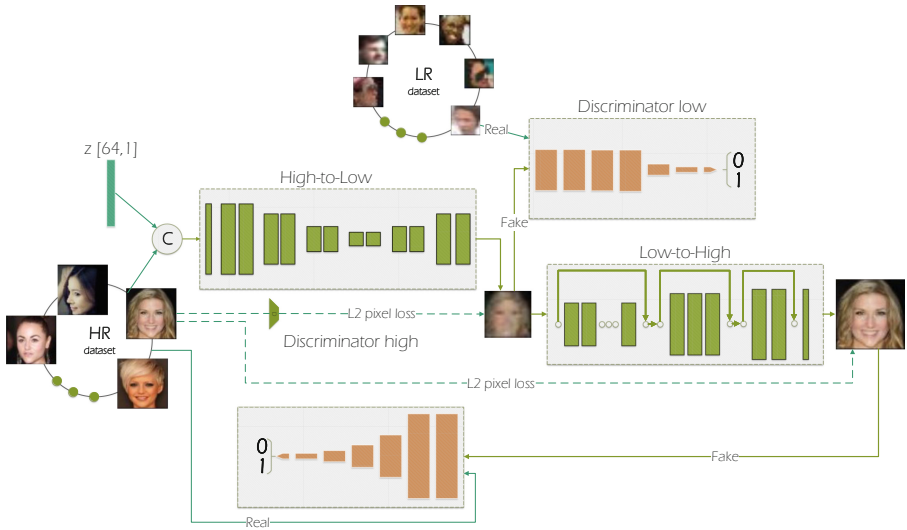 LR
dataset
Discriminator low
Real
0
1
z [64,1]
High-to-Low
C
Fake
Low-to-High
L2 pixel loss
HR
dataset
Discriminator high
L2 pixel loss
0
1
Fake
Real